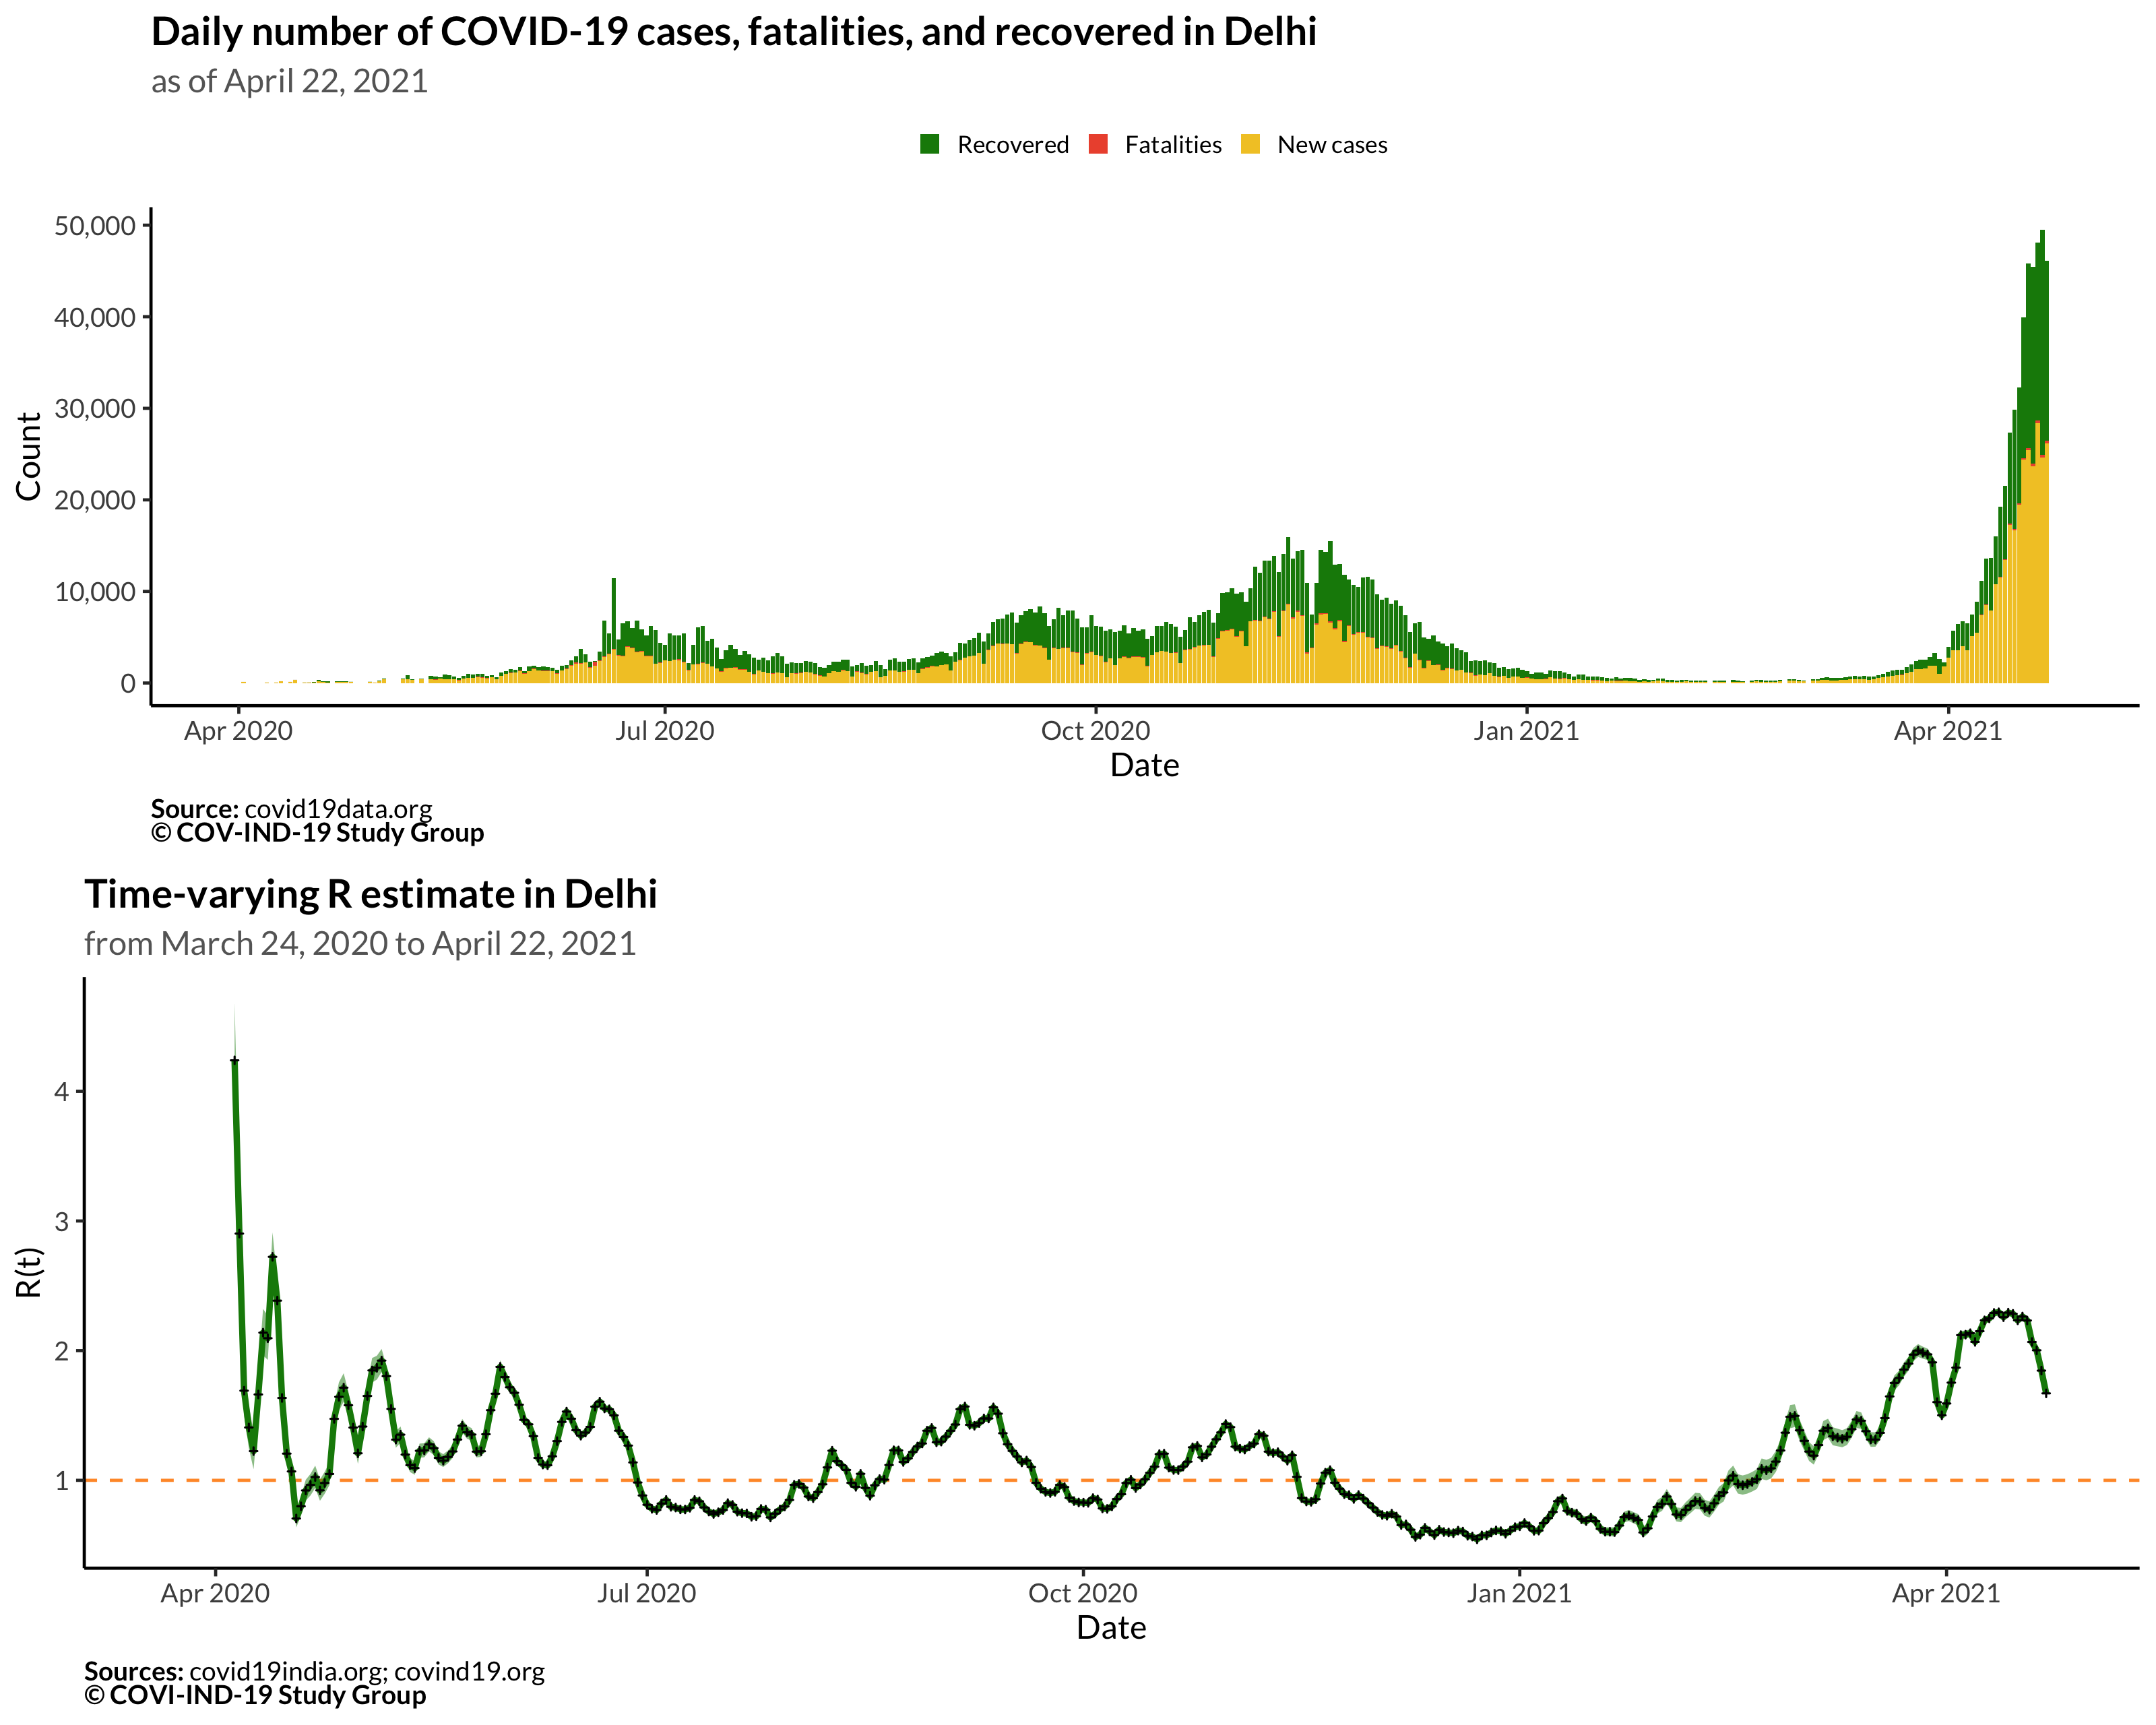 Daily number of COVID-19 cases, fatalities, and recovered in Delhi
as of April 22, 2021
Recovered Fatalities New cases
50,000
40,000
30,000
20,000
10,000
0
Count
Apr 2020 Jul 2020 Oct 2020 Jan 2021 Apr 2021
Date
Source: covid19data.org
© COV-IND-19 Study Group
Time-varying R estimate in Delhi
from March 24, 2020 to April 22, 2021
4
3
2
1
R(t)
Apr 2020 Jul 2020 Oct 2020 Jan 2021 Apr 2021
Date
Sources: covid19india.org; covind19.org
© COVI-IND-19 Study Group